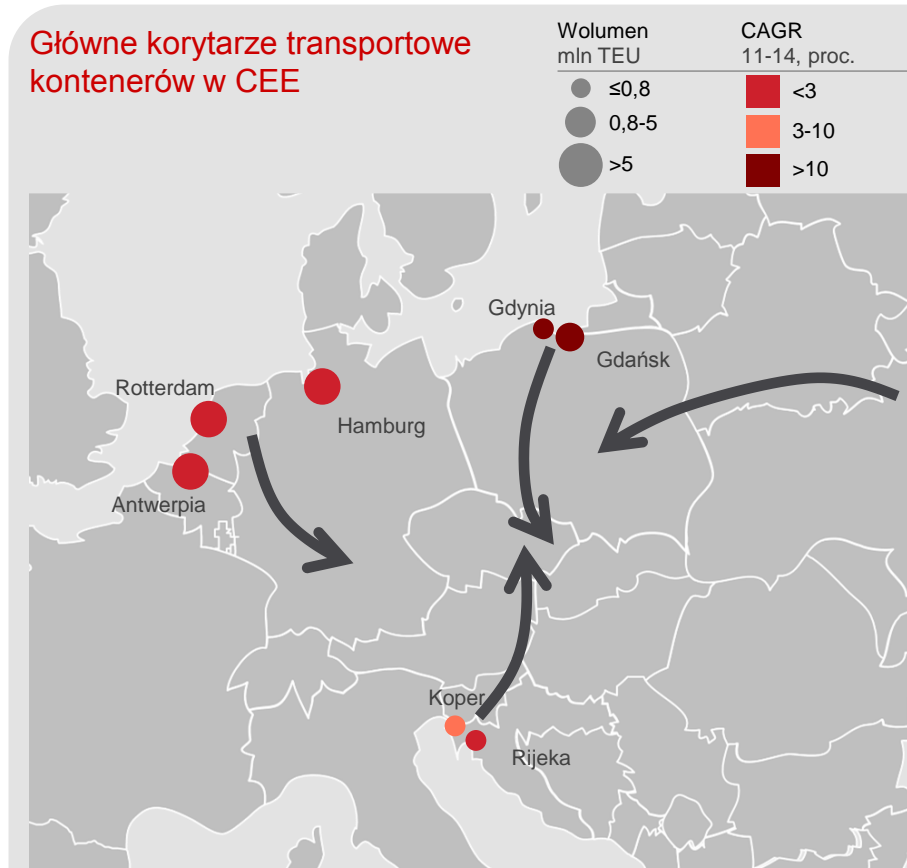 Główne korytarze transportowe
kontenerów w CEE
Wolumen
mln TEU
≤0,8
0,8-5
>5
CAGR
11-14, proc.
<3
3-10
>10
Gdynia
Gdańsk
Rotterdam
Hamburg
Antwerpia
Koper
Rijeka